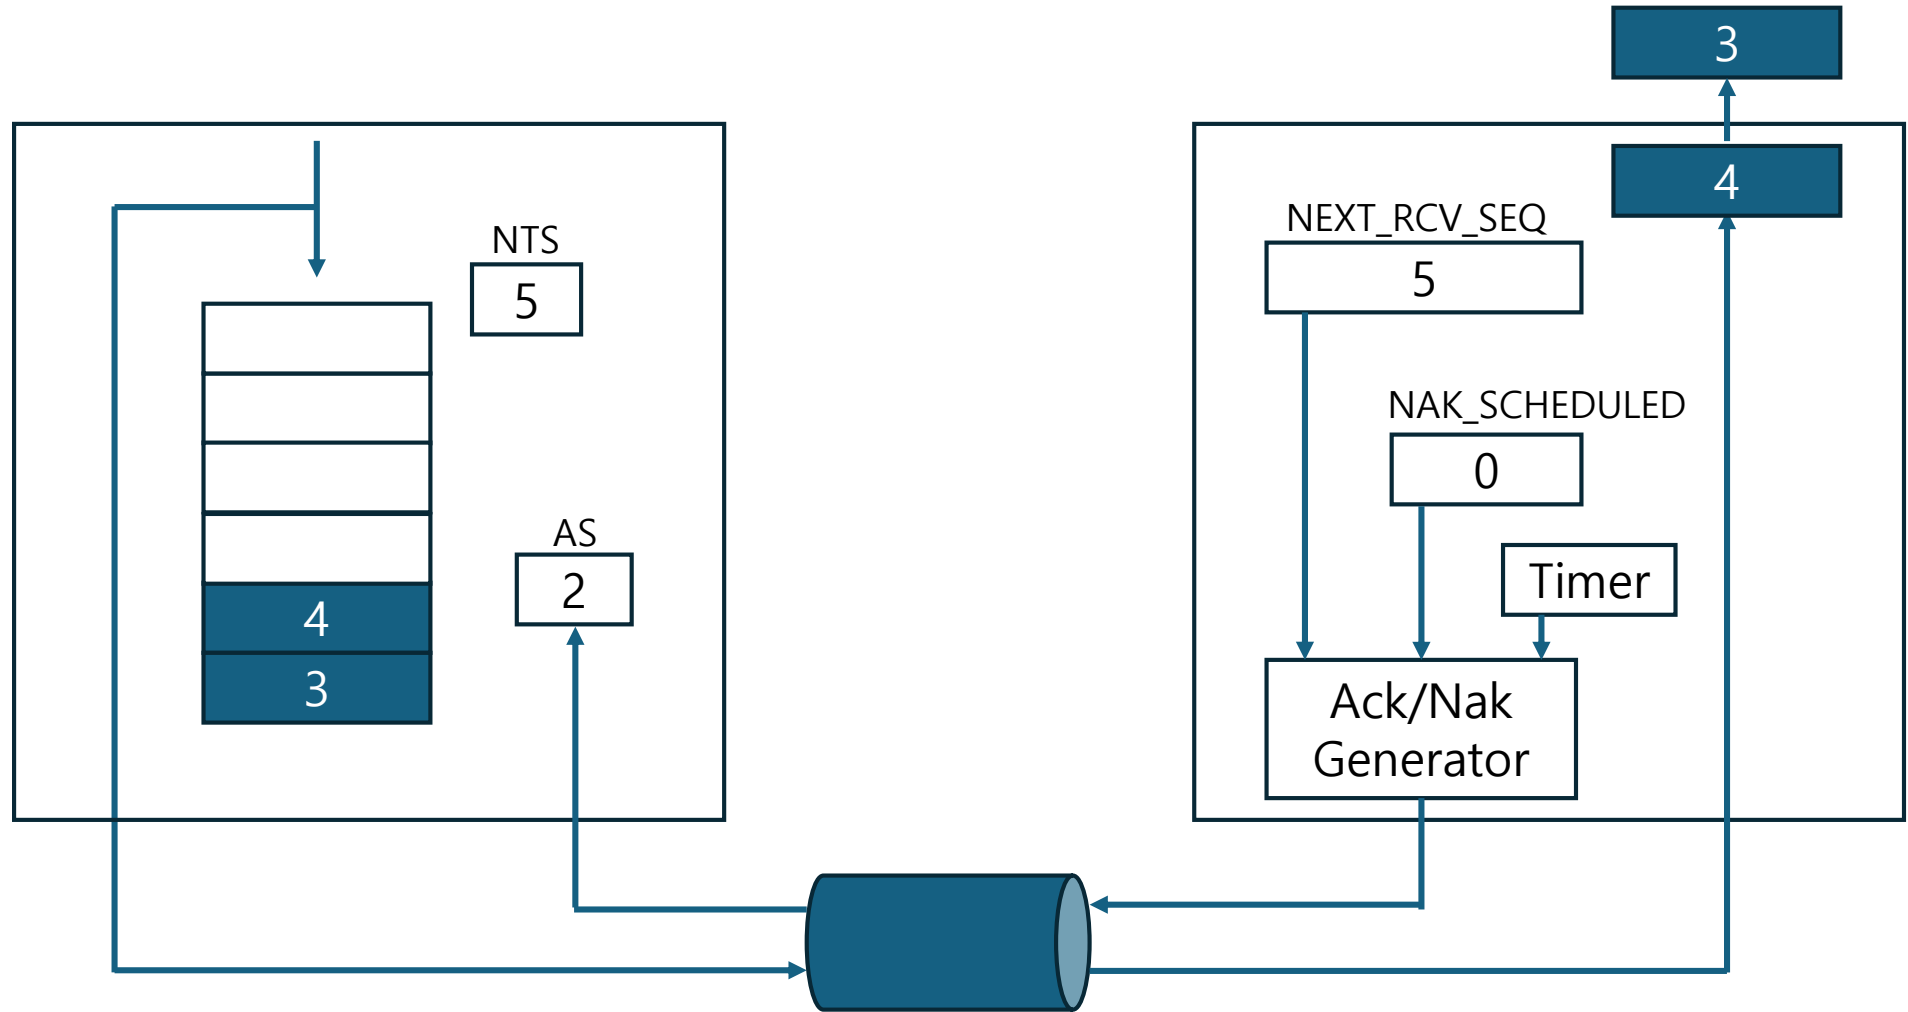 3
4
NTS
5
NEXT_RCV_SEQ
5
NAK_SCHEDULED
0
AS
2
Timer
4
3
Ack/Nak
Generator